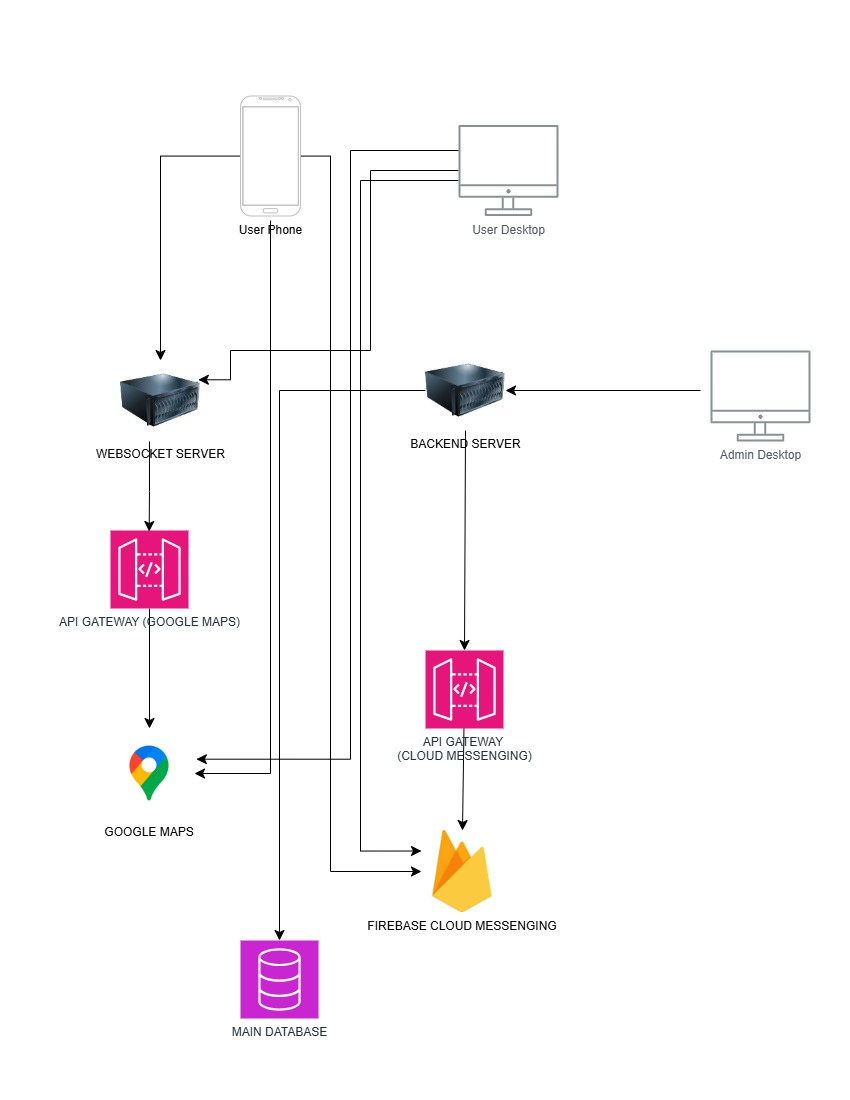 User Phone
User Desktop
WEBSOCKET SERVER
BACKEND SERVER
Admin Desktop
</>
API GATEWAY (GOOGLE MAPS)
</>
API GATEWAY
(CLOUD MESSENGING)
GOOGLE MAPS
FIREBASE CLOUD MESSENGING
MAIN DATABASE